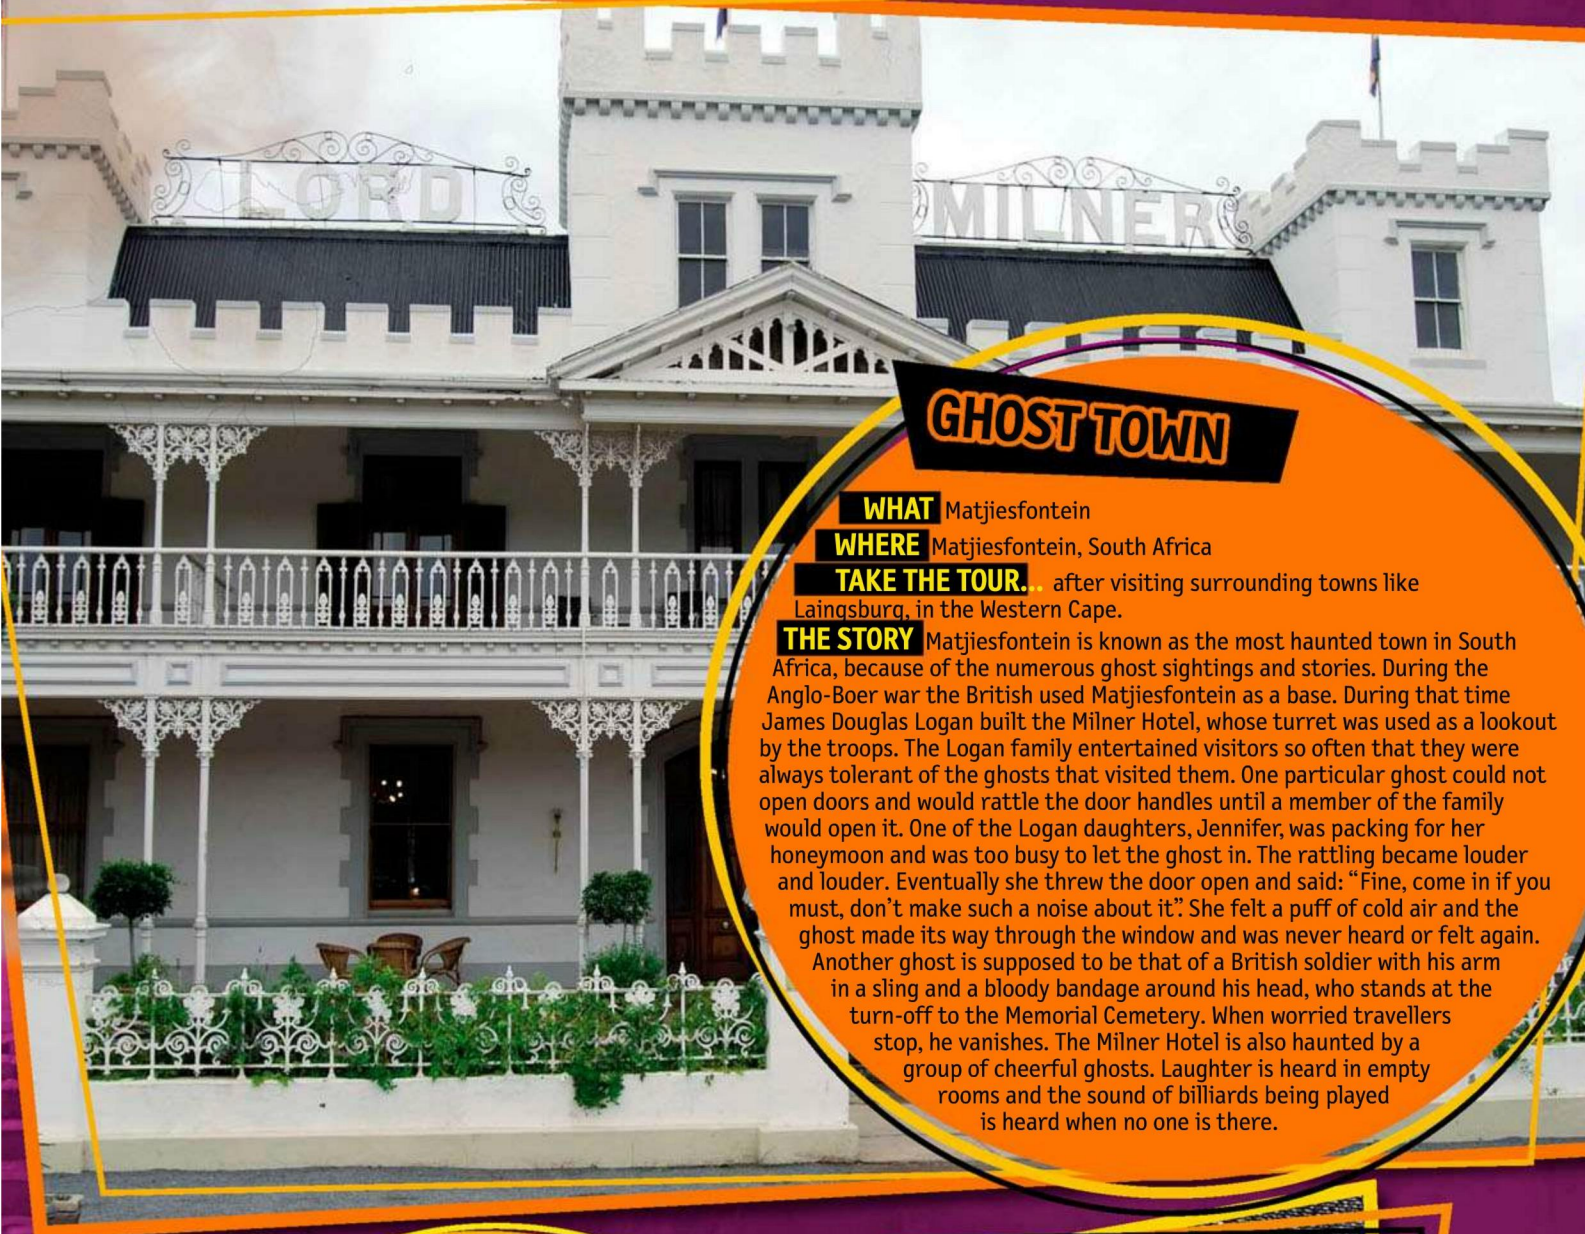 LORD
MILNER
GHOST TOWN
WHAT Matjiesfontein
WHERE Matjiesfontein, South Africa
TAKE THE TOUR... after visiting surrounding towns like
Laingsburg, in the Western Cape.
THE STORY Matjiesfontein is known as the most haunted town in South
Africa, because of the numerous ghost sightings and stories. During the
Anglo-Boer war the British used Matjiesfontein as a base. During that time
James Douglas Logan built the Milner Hotel, whose turret was used as a lookout
by the troops. The Logan family entertained visitors so often that they were
always tolerant of the ghosts that visited them. One particular ghost could not
open doors and would rattle the door handles until a member of the family
would open it. One of the Logan daughters, Jennifer, was packing for her
honeymoon and was too busy to let the ghost in. The rattling became louder
and louder. Eventually she threw the door open and said: “Fine, come in if you
must, don’t make such a noise about it”. She felt a puff of cold air and the
ghost made its way through the window and was never heard or felt again.
Another ghost is supposed to be that of a British soldier with his arm
in a sling and a bloody bandage around his head, who stands at the
turn-off to the Memorial Cemetery. When worried travellers
stop, he vanishes. The Milner Hotel is also haunted by a
group of cheerful ghosts. Laughter is heard in empty
rooms and the sound of billiards being played
is heard when no one is there.